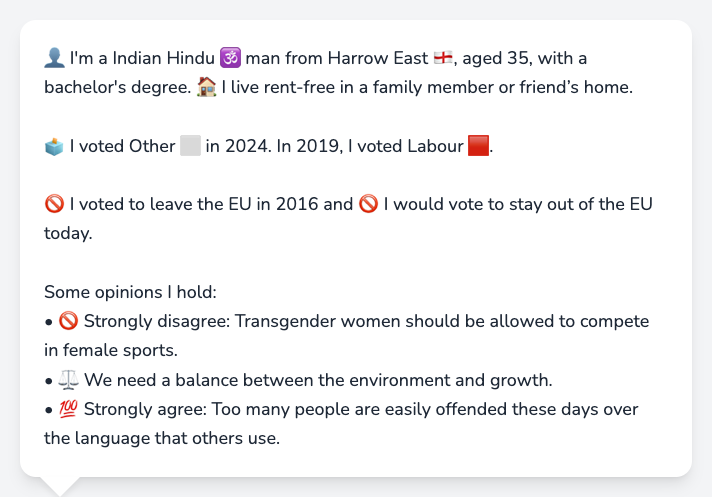 👤 I'm a Indian Hindu 🕉️ man from Harrow East 🏴󠁧󠁢󠁥󠁮󠁧󠁿, aged 35, with a
bachelor's degree. 🏠 I live rent-free in a family member or friend’s home.
🗳️ I voted Other ⬜ in 2024. In 2019, I voted Labour 🟥.
🚫 I voted to leave the EU in 2016 and 🚫 I would vote to stay out of the EU
today.
Some opinions I hold:
• 🚫 Strongly disagree: Transgender women should be allowed to compete
in female sports.
• ⚖️ We need a balance between the environment and growth.
• 💯 Strongly agree: Too many people are easily offended these days over
the language that others use.